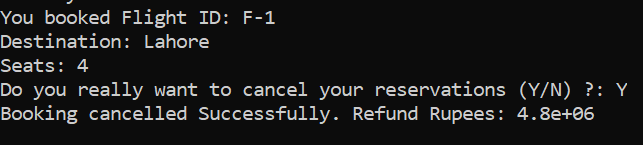 You booked Flight ID: F-1
Destination: Lahore
Seats: 4
Do you really want to cancel your reservations (Y/N) ?: Y
Booking cancelled Successfully. Refund Rupees: 4.8e+06